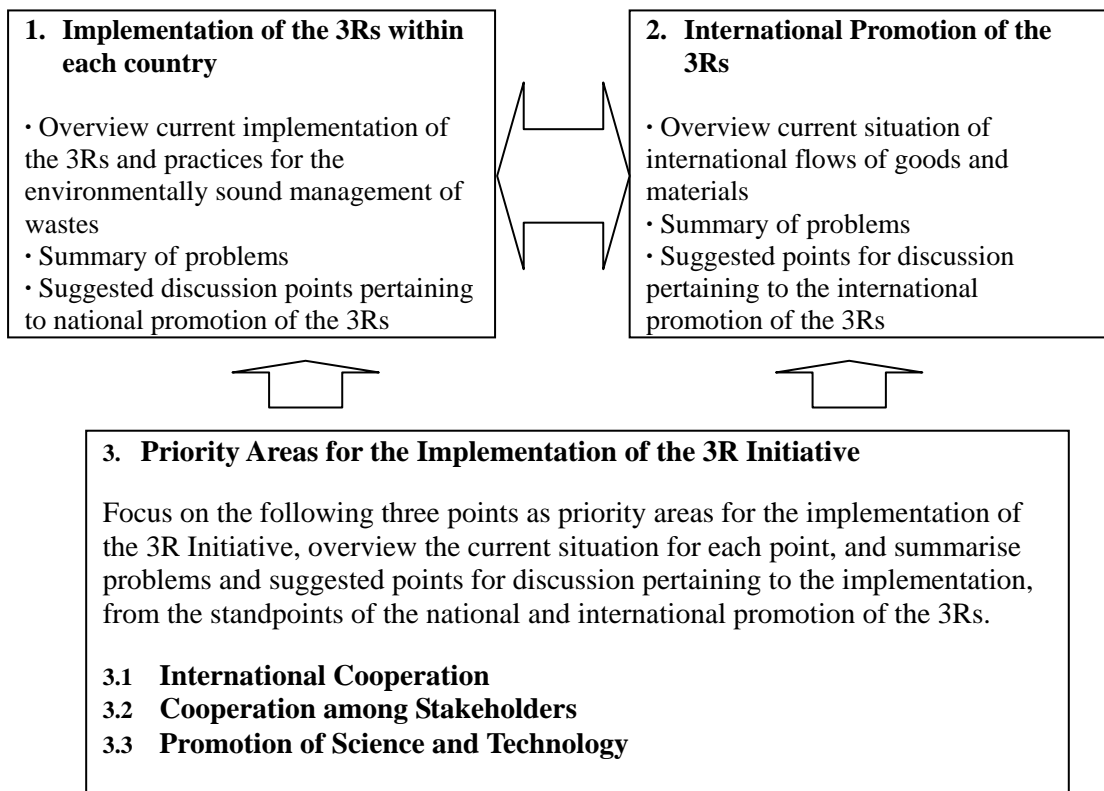 1. Implementation of the 3Rs within
each country
· Overview current implementation of
the 3Rs and practices for the
environmentally sound management of
wastes
· Summary of problems
· Suggested discussion points pertaining
to national promotion of the 3Rs
2. International Promotion of the
3Rs
· Overview current situation of
international flows of goods and
materials
· Summary of problems
· Suggested points for discussion
pertaining to the international
promotion of the 3Rs
3. Priority Areas for the Implementation of the 3R Initiative
Focus on the following three points as priority areas for the implementation of
the 3R Initiative, overview the current situation for each point, and summarise
problems and suggested points for discussion pertaining to the implementation,
from the standpoints of the national and international promotion of the 3Rs.
3.1 International Cooperation
3.2 Cooperation among Stakeholders
3.3 Promotion of Science and Technology